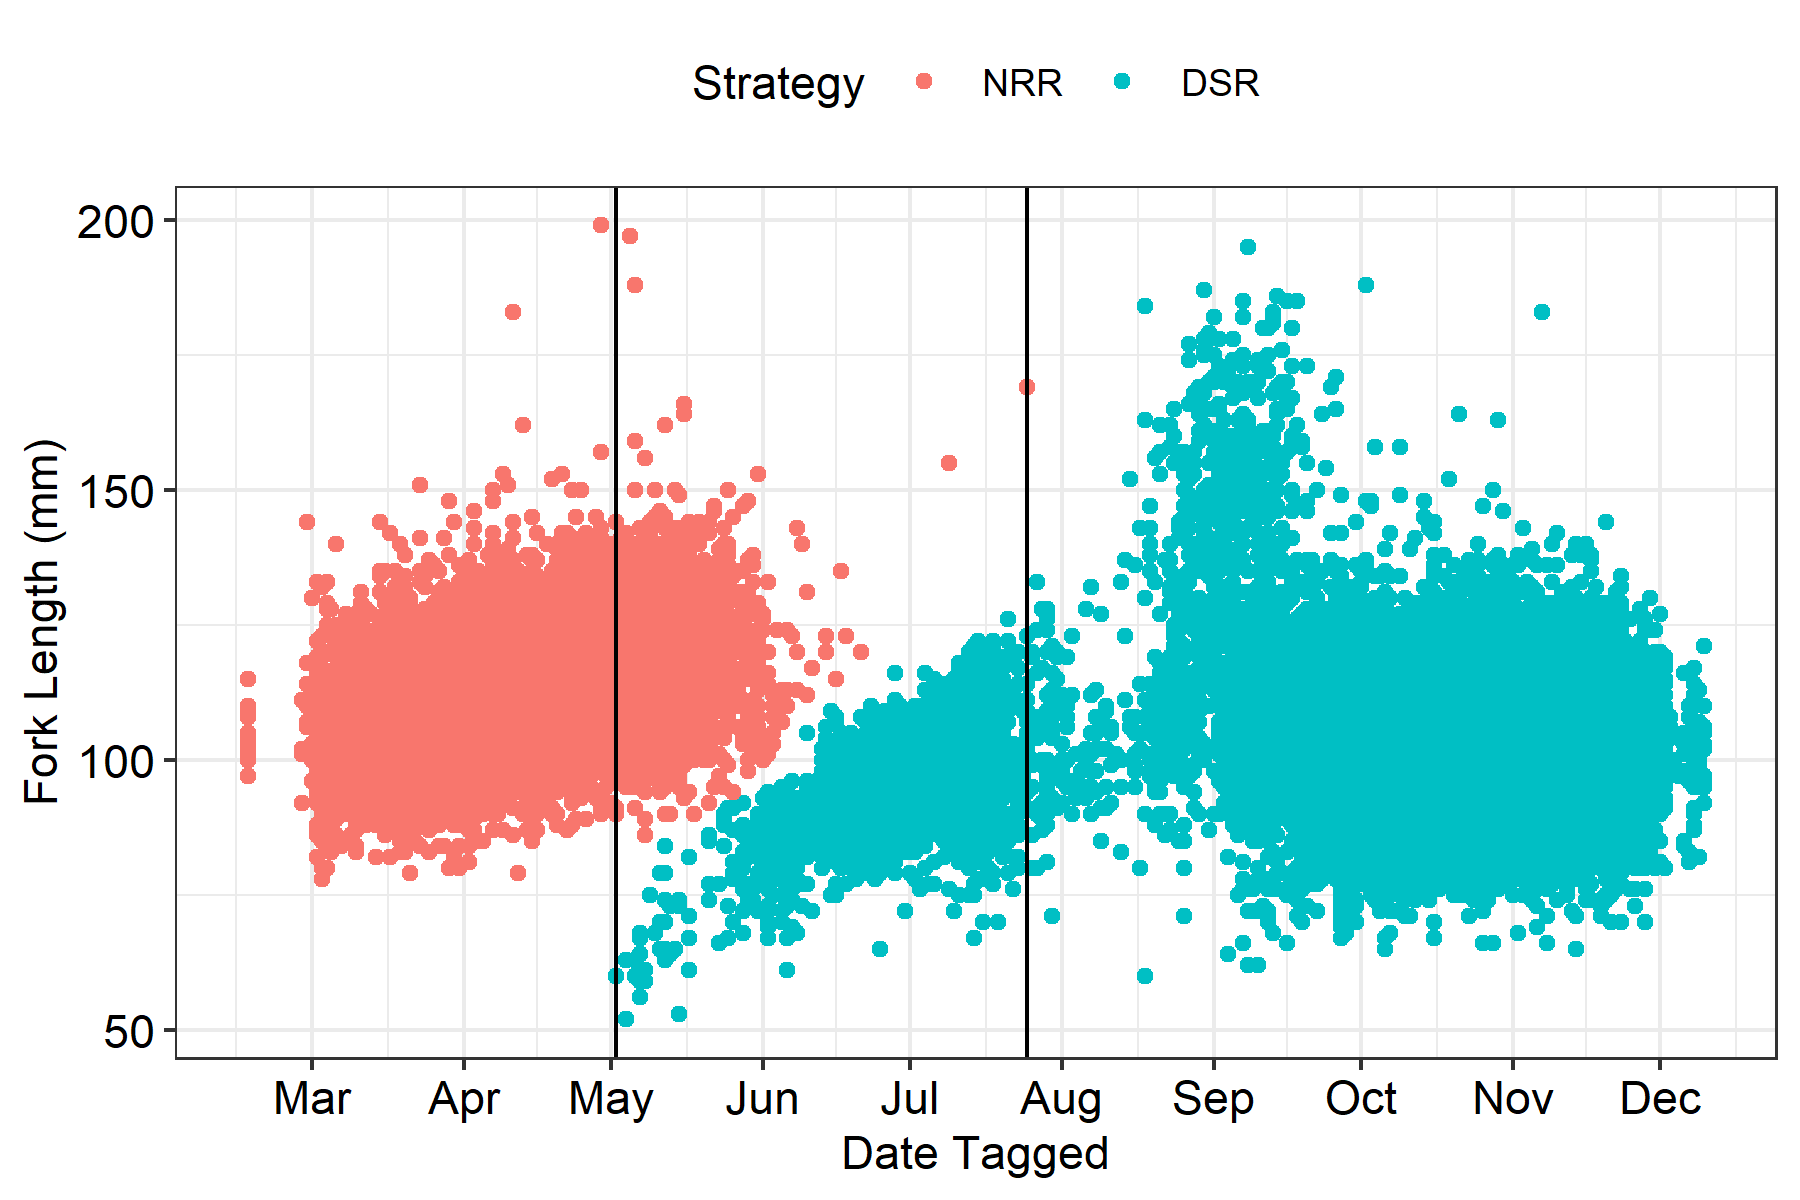 Strategy NRR DSR
200
150
100
50
Fork Length (mm)
Mar Apr May Jun Jul Aug Sep Oct Nov Dec
Date Tagged